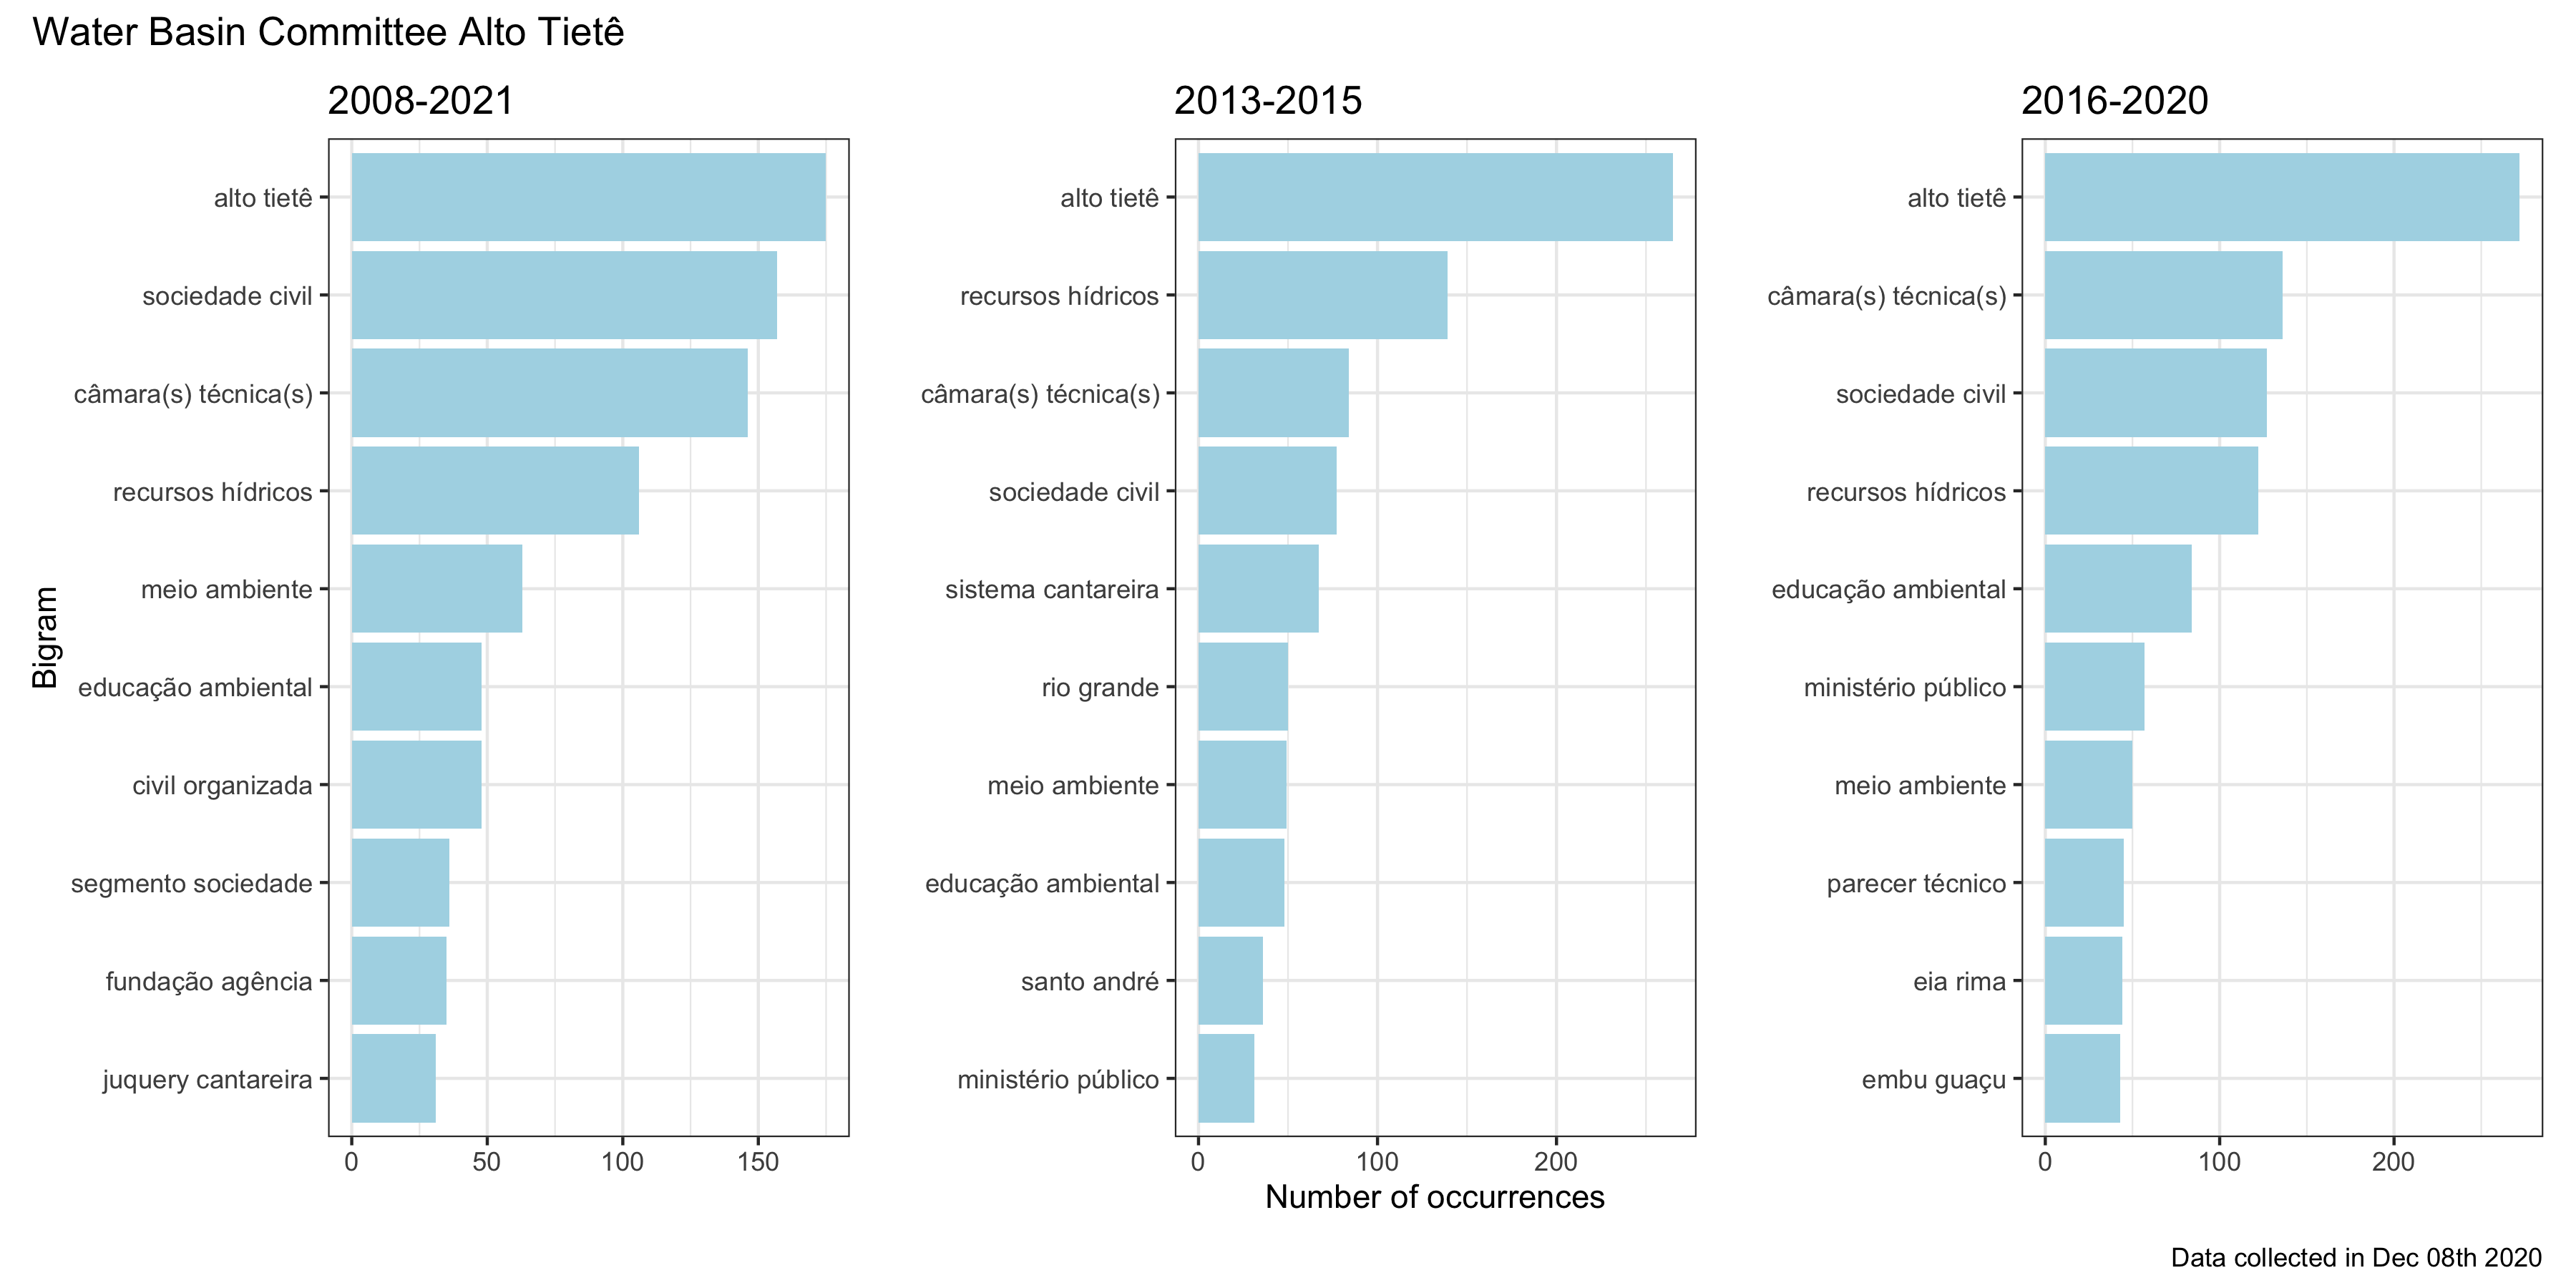 Water Basin Committee Alto Tietê
2008-2021
alto tietê
sociedade civil
câmara(s) técnica(s)
recursos hídricos
meio ambiente
educação ambiental
civil organizada
segmento sociedade
fundação agência
juquery cantareira
0 50 100 150
Bigram
2013-2015
alto tietê
recursos hídricos
câmara(s) técnica(s)
sociedade civil
sistema cantareira
rio grande
meio ambiente
educação ambiental
santo andré
ministério público
0 100 200
Number of occurrences
2016-2020
alto tietê
câmara(s) técnica(s)
sociedade civil
recursos hídricos
educação ambiental
ministério público
meio ambiente
parecer técnico
eia rima
embu guaçu
0 100 200
Data collected in Dec 08th 2020